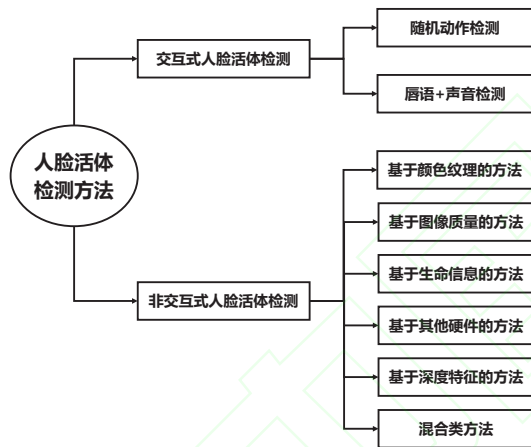 人脸活体
检测方法
交互式人脸活体检测
随机动作检测
唇语+声音检测
非交互式人脸活体检测
基于颜色纹理的方法
基于图像质量的方法
基于生命信息的方法
基于其他硬件的方法
基于深度特征的方法
混合类方法